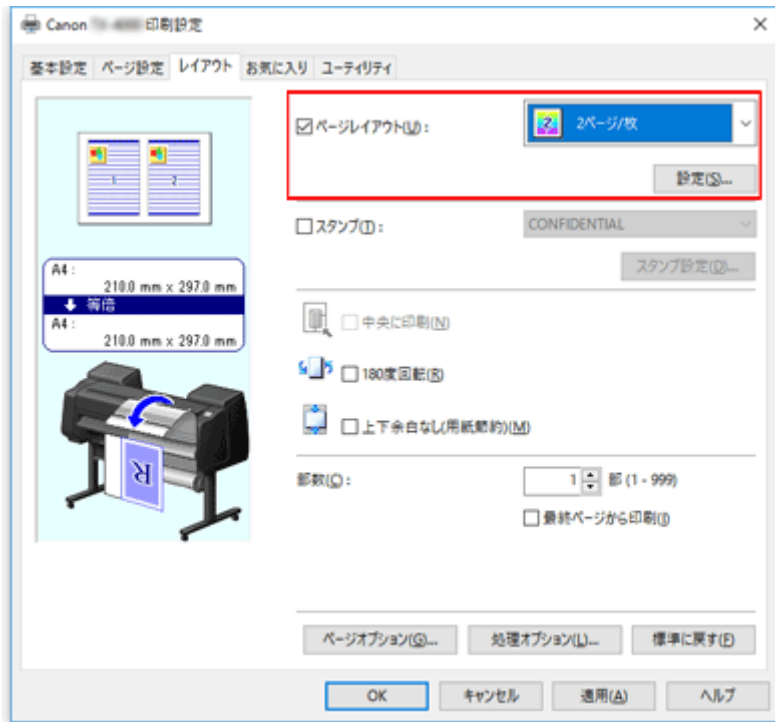 Canon 印刷設定
基本設定 ページ設定 レイアウト お気に入り ユーティリティ
1 2
A4 :
210.0 mm x 297.0 mm
等倍
A4 :
210.0 mm x 297.0 mm
R
ページレイアウト(U) :
2 2ページ/枚
設定(S)...
スタンプ(T) :
CONFIDENTIAL
スタンプ設定(D)...
中央に印刷(N)
180度回転(R)
上下余白なし(用紙節約)(M)
部数(C) :
1 部 (1 - 999)
最終ページから印刷(I)
ページオプション(G)... 処理オプション(L)... 標準に戻す(F)
OK キャンセル 適用(A) ヘルプ